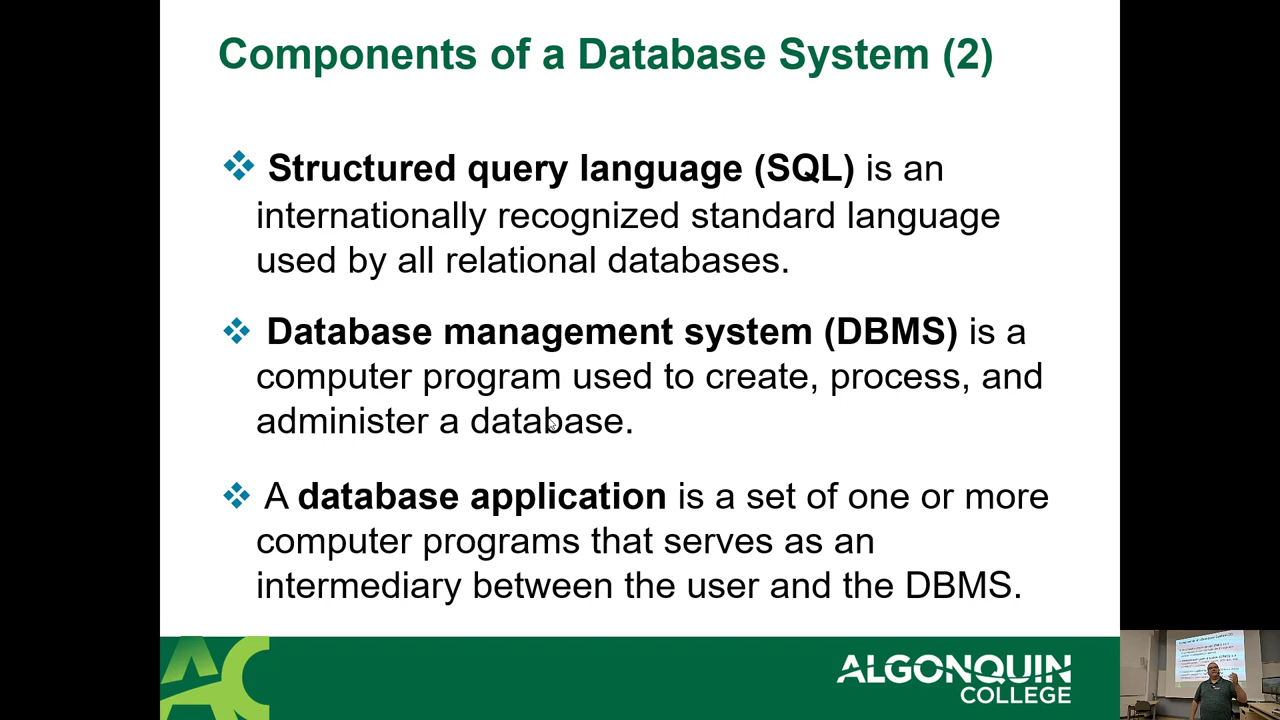 Components of a Database System (2)
❖ Structured query language (SQL) is an
internationally recognized standard language
used by all relational databases.
❖ Database management system (DBMS) is a
computer program used to create, process, and
administer a database.
❖ A database application is a set of one or more
computer programs that serves as an
intermediary between the user and the DBMS.
AC
ALGONQUIN
COLLEGE